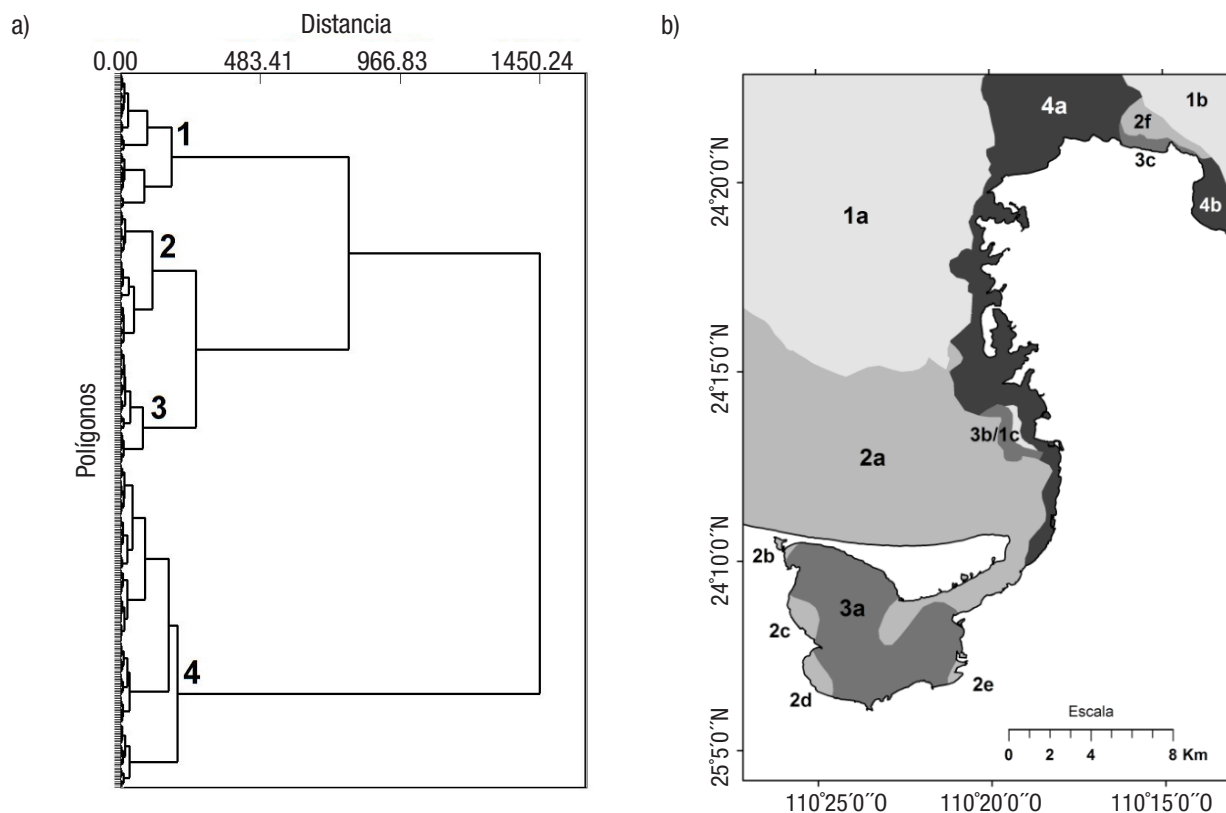 a)
Distancia
0.00 483.41 966.83 1450.24
1
2
3
4
Polígonos
b)
4a
1b
2f
3c
4b
1a
3b/1c
2a
2b
3a
2c
2d
2e
Escala
0 2 4 8 Km
24°20'0´´N
24°15'0´´N
24°10'0´´N
25°5'0´´N
110°25'0´´O 110°20'0´´O 110°15'0´´O